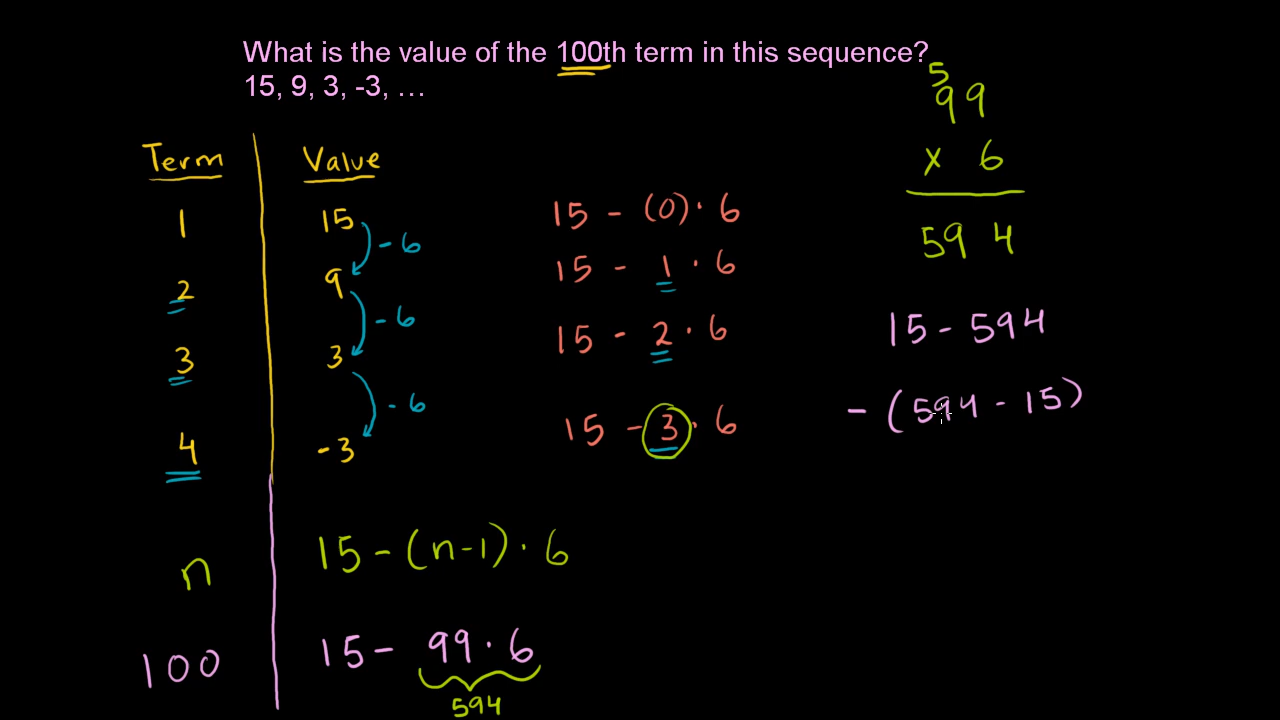 What is the value of the 100th term in this sequence?
15, 9, 3, -3, …
Term Value
1 15
- 6
2 9
- 6
3 3
- 6
4 -3
n 15 - (n-1) · 6
100 15 - 99 · 6
594
15 - (0) · 6
15 - 1 · 6
15 - 2 · 6
15 - 3 · 6
5
99
x 6
594
15 - 594
- (594 - 15)